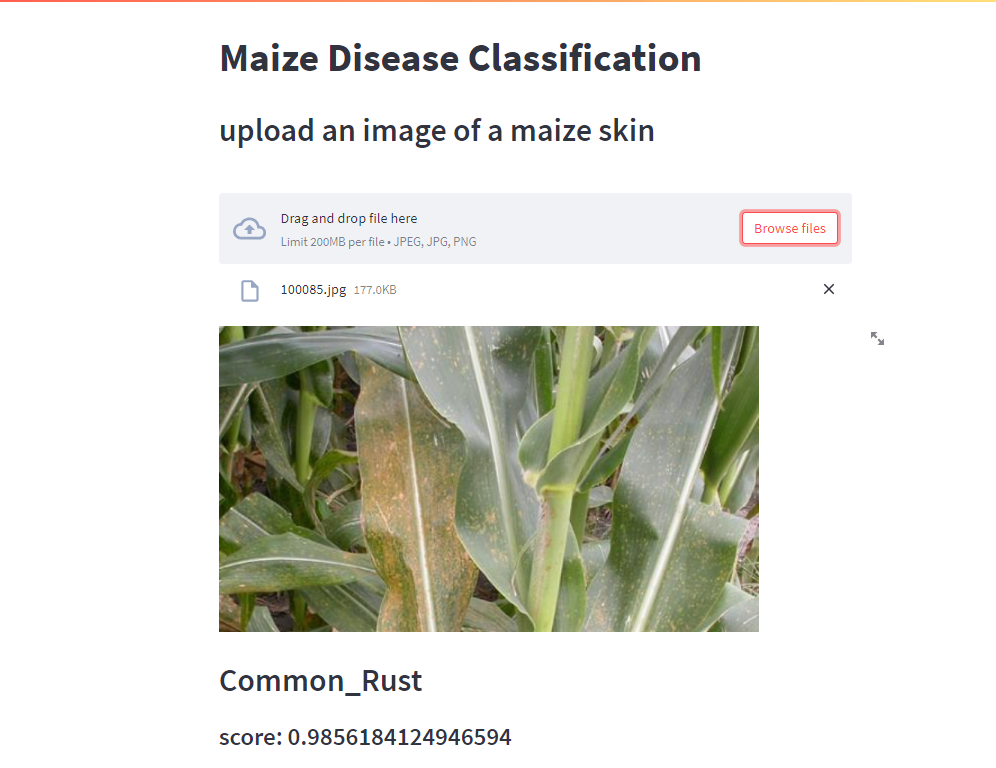 Maize Disease Classification
upload an image of a maize skin
Drag and drop file here
Limit 200MB per file • JPEG, JPG, PNG
Browse files
100085.jpg 177.0KB
Common_Rust
score: 0.9856184124946594